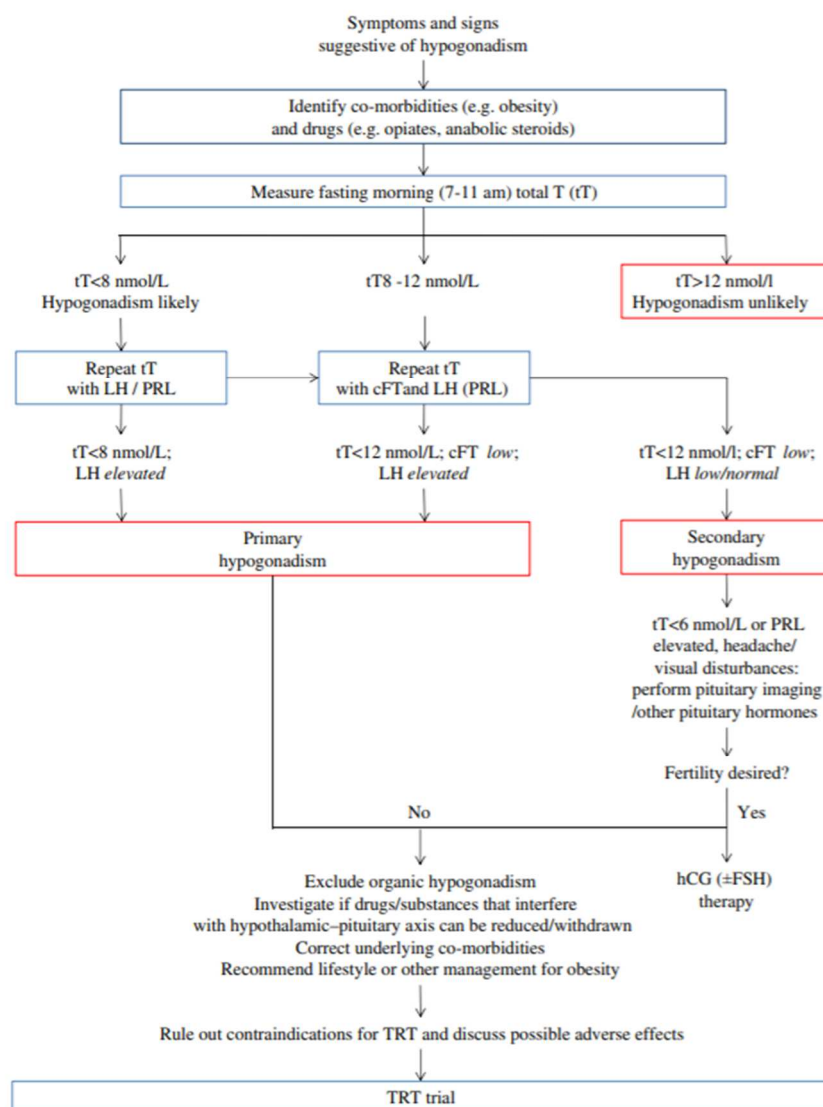 Symptoms and signs
suggestive of hypogonadism
Identify co-morbidities (e.g. obesity)
and drugs (e.g. opiates, anabolic steroids)
Measure fasting morning (7-11 am) total T (tT)
tT<8 nmol/L
Hypogonadism likely
tT8 -12 nmol/L
tT>12 nmol/l
Hypogonadism unlikely
Repeat tT
with LH / PRL
Repeat tT
with cFTand LH (PRL)
tT<8 nmol/L;
LH elevated
tT<12 nmol/L; cFT low;
LH elevated
tT<12 nmol/l; cFT low;
LH low/normal
Primary
hypogonadism
Secondary
hypogonadism
tT<6 nmol/L or PRL
elevated, headache/
visual disturbances:
perform pituitary imaging
/other pituitary hormones
Fertility desired?
No
Yes
Exclude organic hypogonadism
Investigate if drugs/substances that interfere
with hypothalamic–pituitary axis can be reduced/withdrawn
Correct underlying co-morbidities
Recommend lifestyle or other management for obesity
hCG (±FSH)
therapy
Rule out contraindications for TRT and discuss possible adverse effects
TRT trial